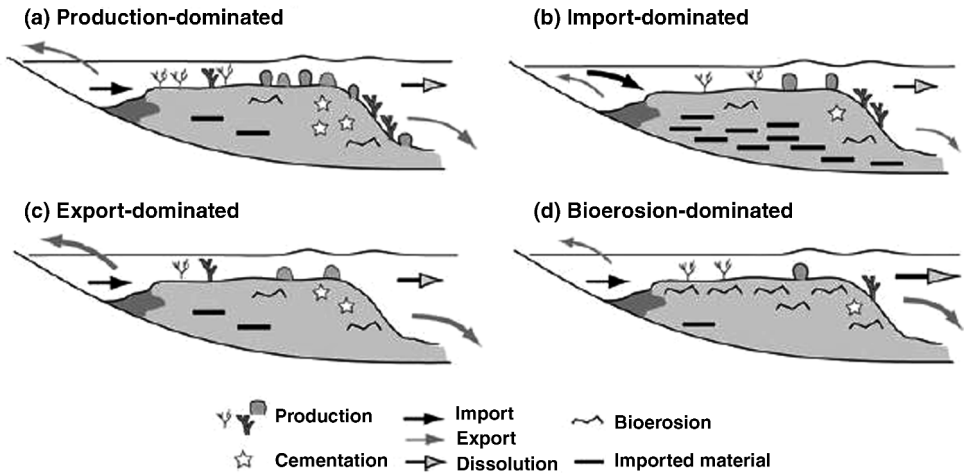 (a) Production-dominated
(b) Import-dominated
(c) Export-dominated
(d) Bioerosion-dominated
Production
Import
Bioerosion
Export
Cementation
Dissolution
Imported material